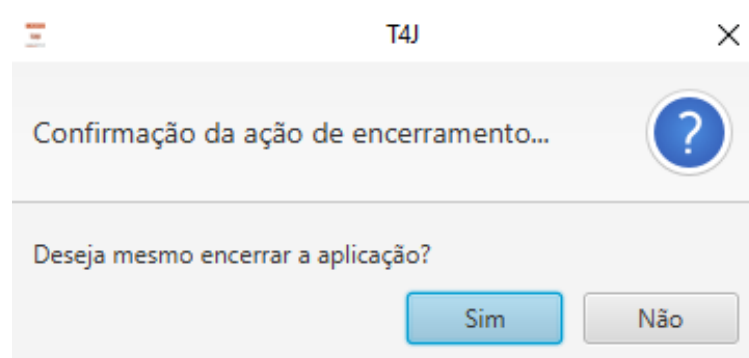 T4J
Confirmação da ação de encerramento...
?
Deseja mesmo encerrar a aplicação?
Sim Não